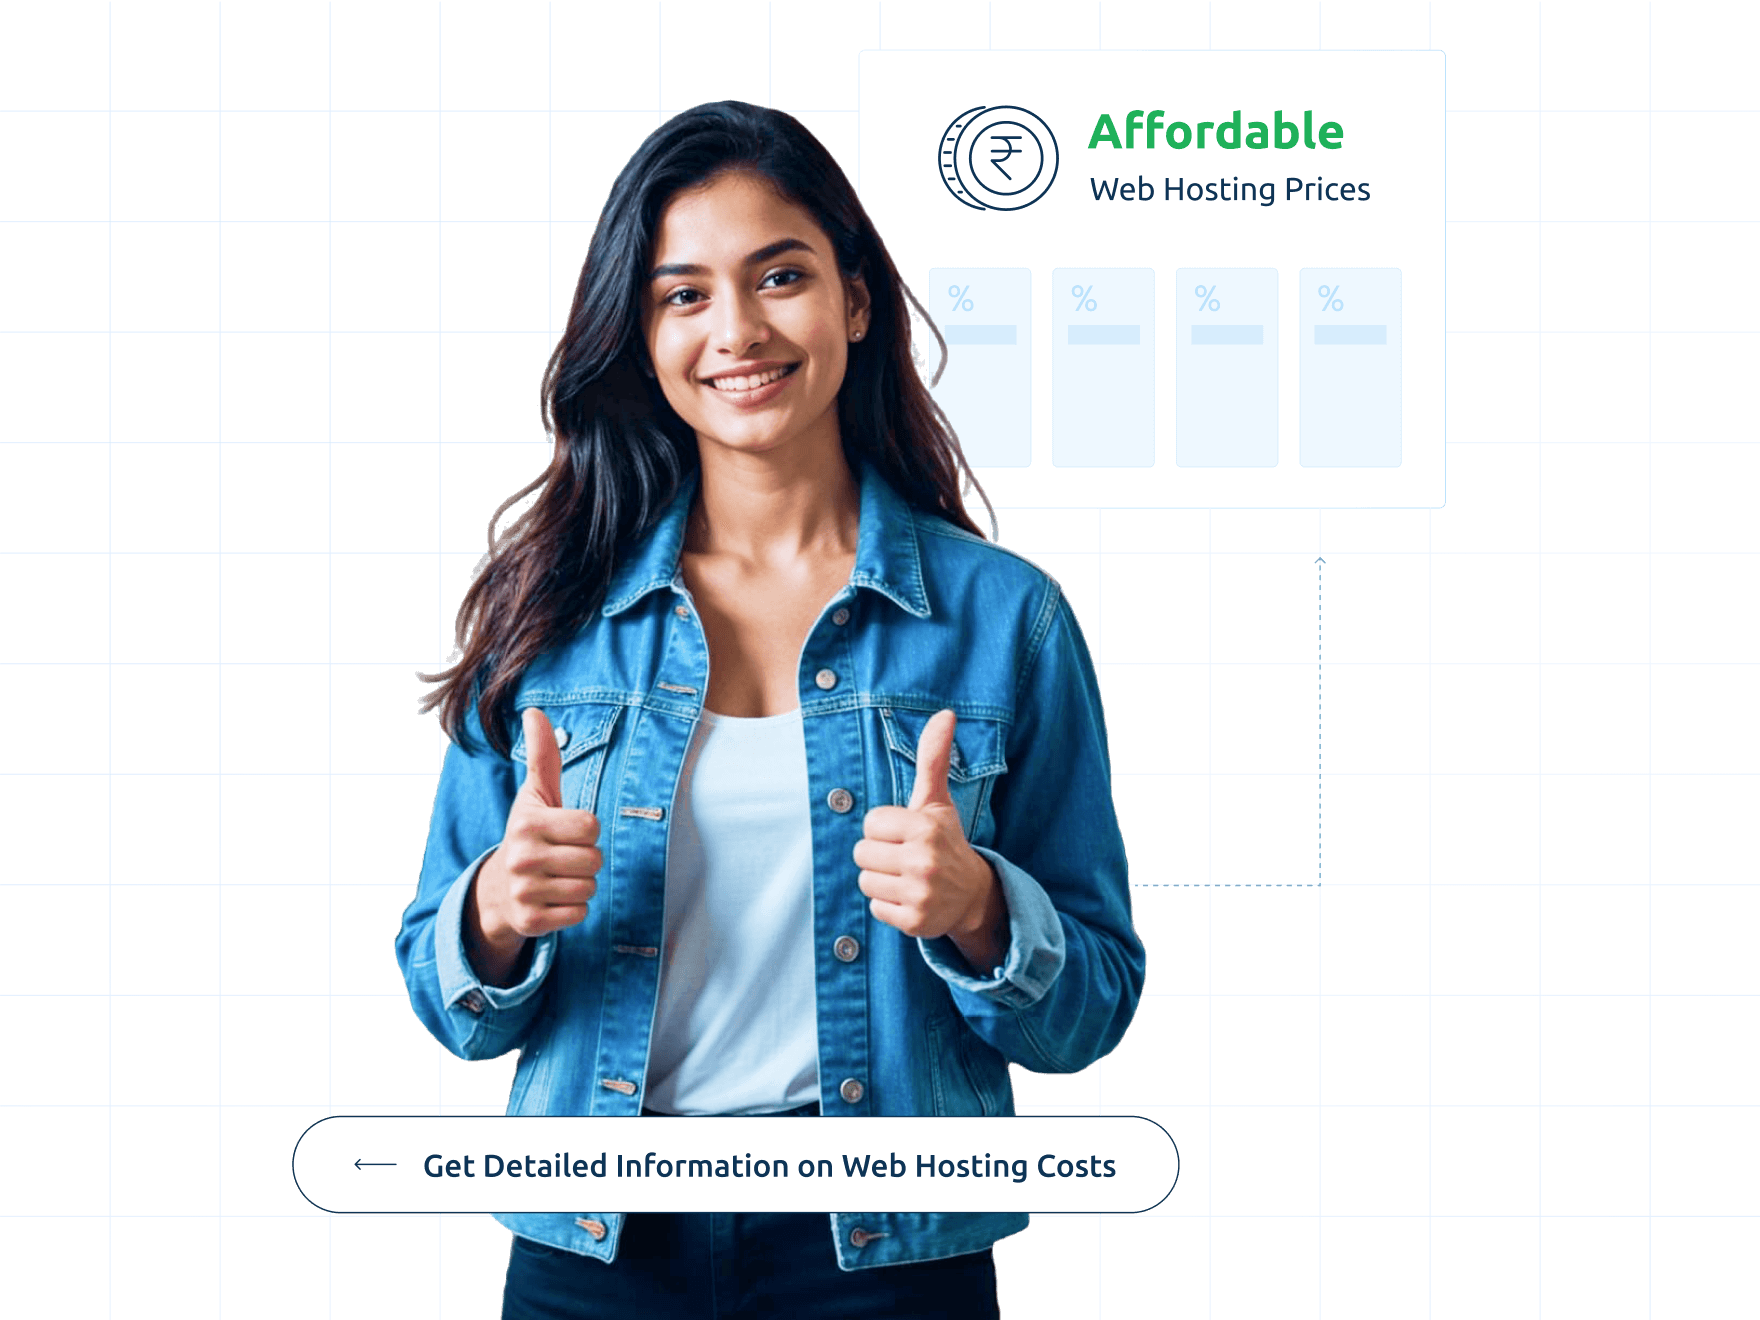 ₹
Affordable
Web Hosting Prices
% % % %
Get Detailed Information on Web Hosting Costs